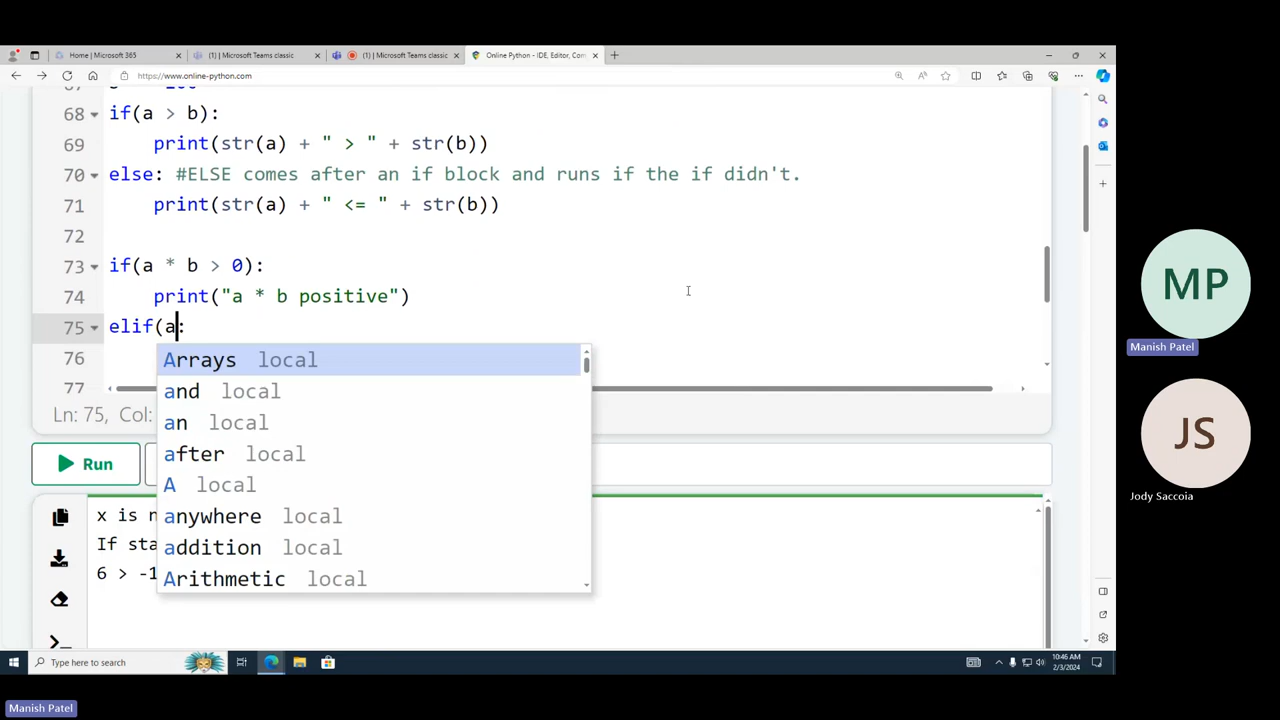 Home | Microsoft 365
(1) | Microsoft Teams classic
(1) | Microsoft Teams classic
Online Python - IDE, Editor, Com
https://www.online-python.com
68 if(a > b):
69 print(str(a) + " > " + str(b))
70 else: #ELSE comes after an if block and runs if the if didn't.
71 print(str(a) + " <= " + str(b))
72
73 if(a * b > 0):
74 print("a * b positive")
75 elif(a:
76
77
Arrays local
and local
an local
after local
A local
anywhere local
addition local
Arithmetic local
Ln: 75, Col:
Run
x is n
If sta
6 > -1
MP
Manish Patel
JS
Jody Saccoia
Type here to search
10:46 AM
2/3/2024
Manish Patel